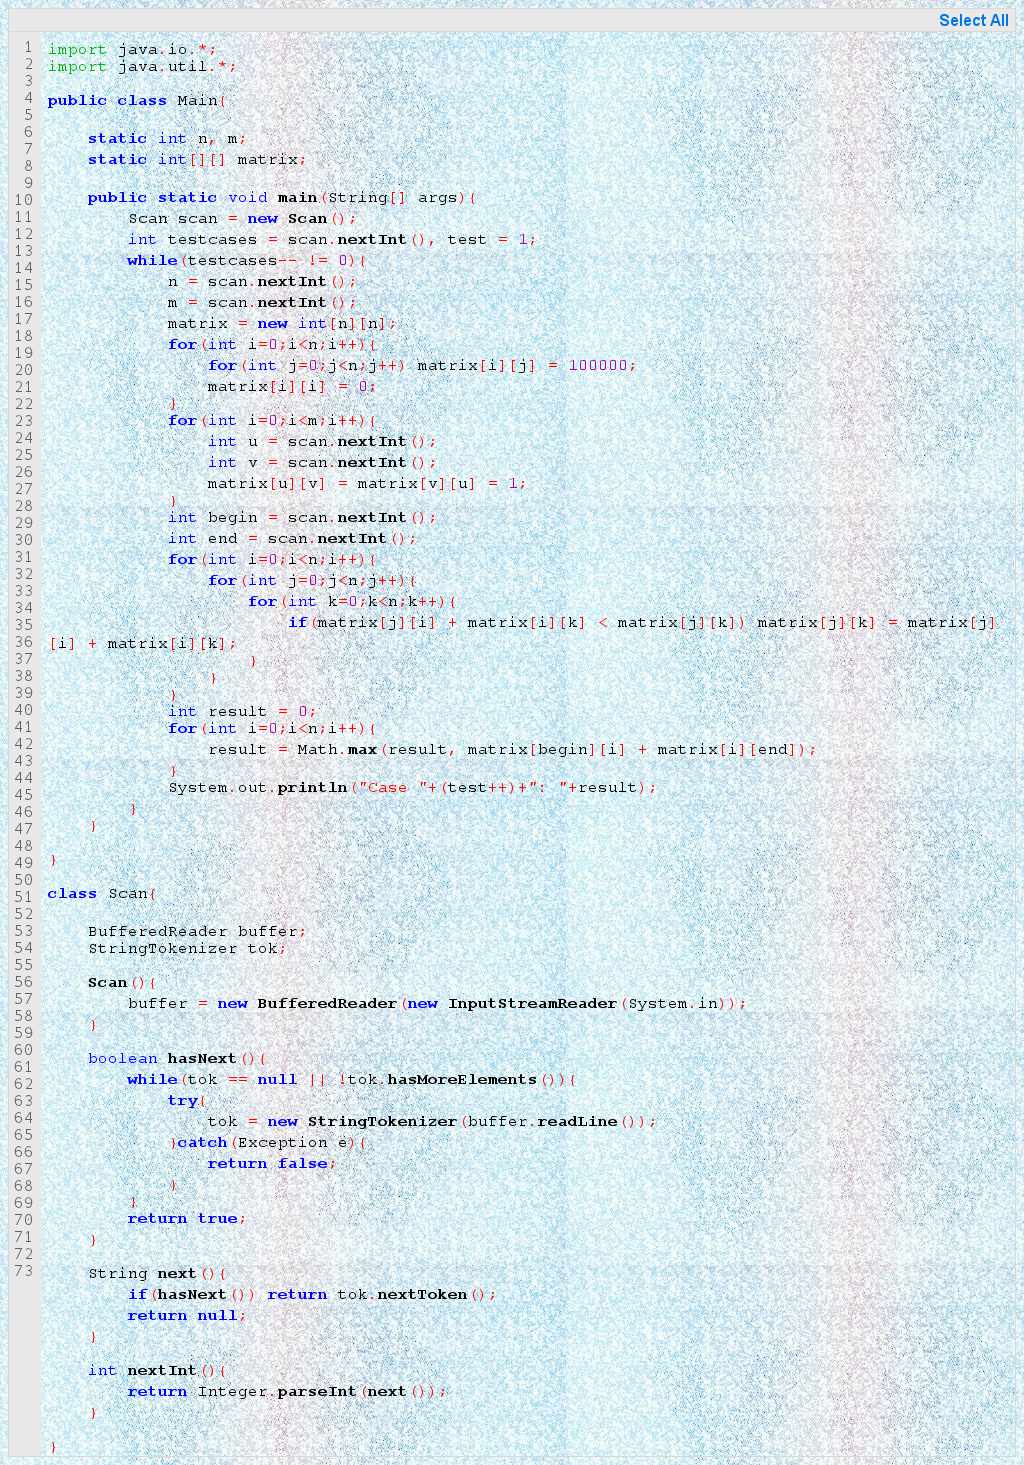 Select All
1 import java.io.*;
2 import java.util.*;
3
4 public class Main{
5
6 static int n, m;
7 static int[][] matrix;
8
9 public static void main(String[] args){
10 Scan scan = new Scan();
11 int testcases = scan.nextInt(), test = 1;
12 while(testcases-- != 0){
13 n = scan.nextInt();
14 m = scan.nextInt();
15 matrix = new int[n][n];
16 for(int i=0;i<n;i++){
17 for(int j=0;j<n;j++) matrix[i][j] = 100000;
18 matrix[i][i] = 0;
19 }
20 for(int i=0;i<m;i++){
21 int u = scan.nextInt();
22 int v = scan.nextInt();
23 matrix[u][v] = matrix[v][u] = 1;
24 }
25 int begin = scan.nextInt();
26 int end = scan.nextInt();
27 for(int i=0;i<n;i++){
28 for(int j=0;j<n;j++){
29 for(int k=0;k<n;k++){
30 if(matrix[j][i] + matrix[i][k] < matrix[j][k]) matrix[j][k] = matrix[j]
[i] + matrix[i][k];
31 }
32 }
33 }
34 int result = 0;
35 for(int i=0;i<n;i++){
36 result = Math.max(result, matrix[begin][i] + matrix[i][end]);
37 }
38 System.out.println("Case "+(test++)+": "+result);
39 }
40 }
41
42 }
43
44 class Scan{
45
46 BufferedReader buffer;
47 StringTokenizer tok;
48
49 Scan(){
50 buffer = new BufferedReader(new InputStreamReader(System.in));
51 }
52
53 boolean hasNext(){
54 while(tok == null || !tok.hasMoreElements()){
55 try{
56 tok = new StringTokenizer(buffer.readLine());
57 }catch(Exception e){
58 return false;
59 }
60 }
61 return true;
62 }
63
64 String next(){
65 if(hasNext()) return tok.nextToken();
66 return null;
67 }
68
69 int nextInt(){
70 return Integer.parseInt(next());
71 }
72
73 }